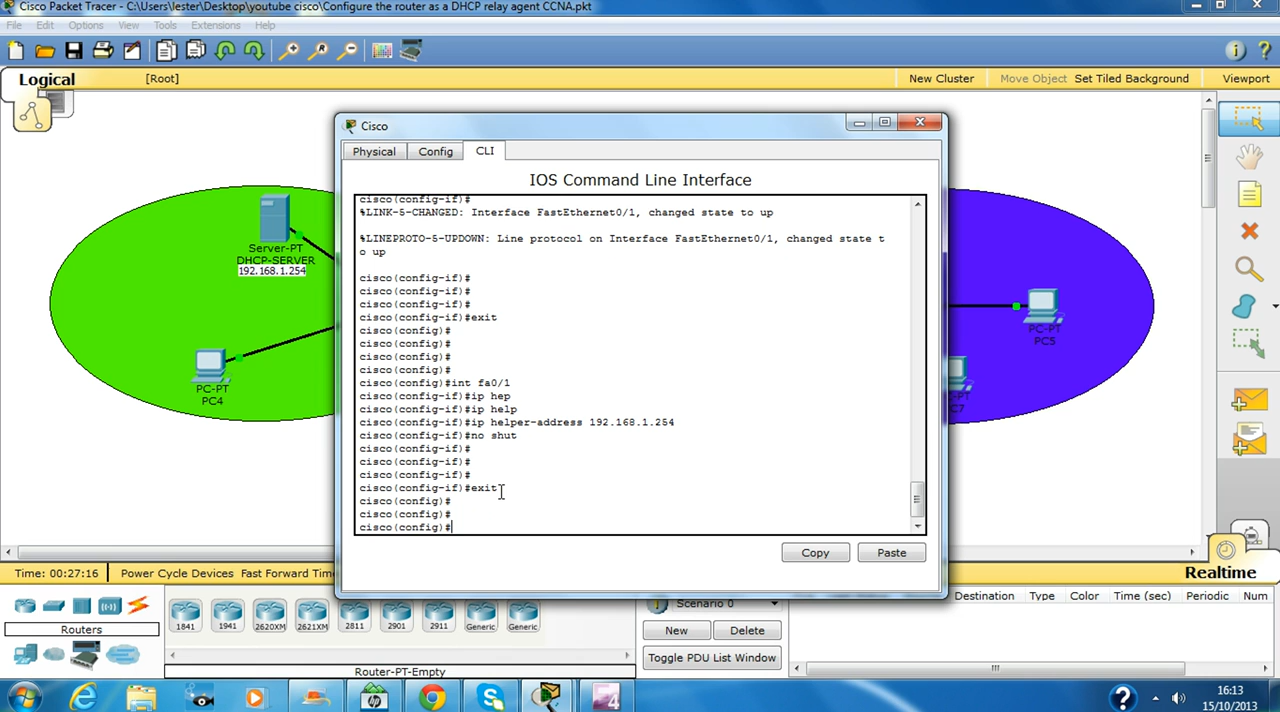 Cisco Packet Tracer - C:\Users\lester\Desktop\youtube cisco\Configure the router as a DHCP relay agent CCNA.pkt
File Edit Options View Tools Extensions Help
Logical
[Root]
New Cluster
Move Object
Set Tiled Background
Viewport
Server-PT
DHCP-SERVER
192.168.1.254
PC-PT
PC4
PC-PT
PC5
-PT
PC7
Cisco
Physical
Config
CLI
IOS Command Line Interface
cisco(config-if)#
%LINK-5-CHANGED: Interface FastEthernet0/1, changed state to up
%LINEPROTO-5-UPDOWN: Line protocol on Interface FastEthernet0/1, changed state t
o up
cisco(config-if)#
cisco(config-if)#
cisco(config-if)#
cisco(config-if)#exit
cisco(config)#
cisco(config)#
cisco(config)#
cisco(config)#
cisco(config)#int fa0/1
cisco(config-if)#ip hep
cisco(config-if)#ip help
cisco(config-if)#ip helper-address 192.168.1.254
cisco(config-if)#no shut
cisco(config-if)#
cisco(config-if)#
cisco(config-if)#
cisco(config-if)#exit
cisco(config)#
cisco(config)#
cisco(config)#
Copy
Paste
Time: 00:27:16
Power Cycle Devices Fast Forward Tim
Realtime
Routers
1841
1941
2620XM
2621XM
2811
2901
2911
Generic
Generic
Router-PT-Empty
Scenario 0
New
Delete
Toggle PDU List Window
Destination
Type
Color
Time (sec)
Periodic
Num
16:13
15/10/2013